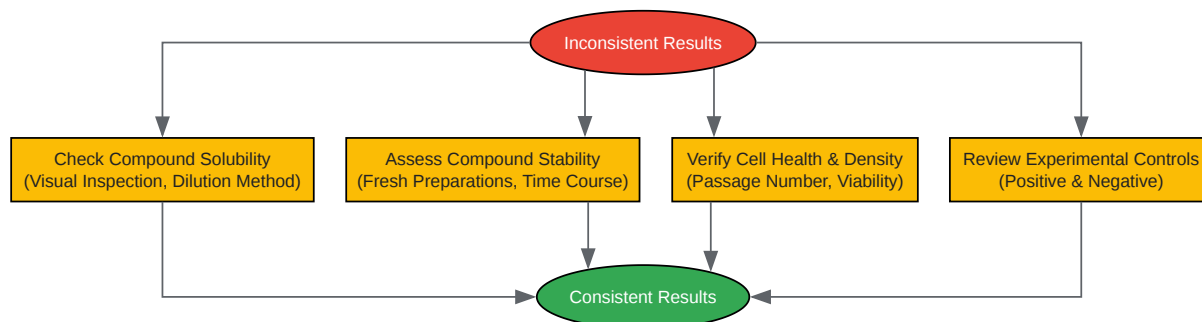 Inconsistent Results
Check Compound Solubility
(Visual Inspection, Dilution Method)
Assess Compound Stability
(Fresh Preparations, Time Course)
Verify Cell Health & Density
(Passage Number, Viability)
Review Experimental Controls
(Positive & Negative)
Consistent Results